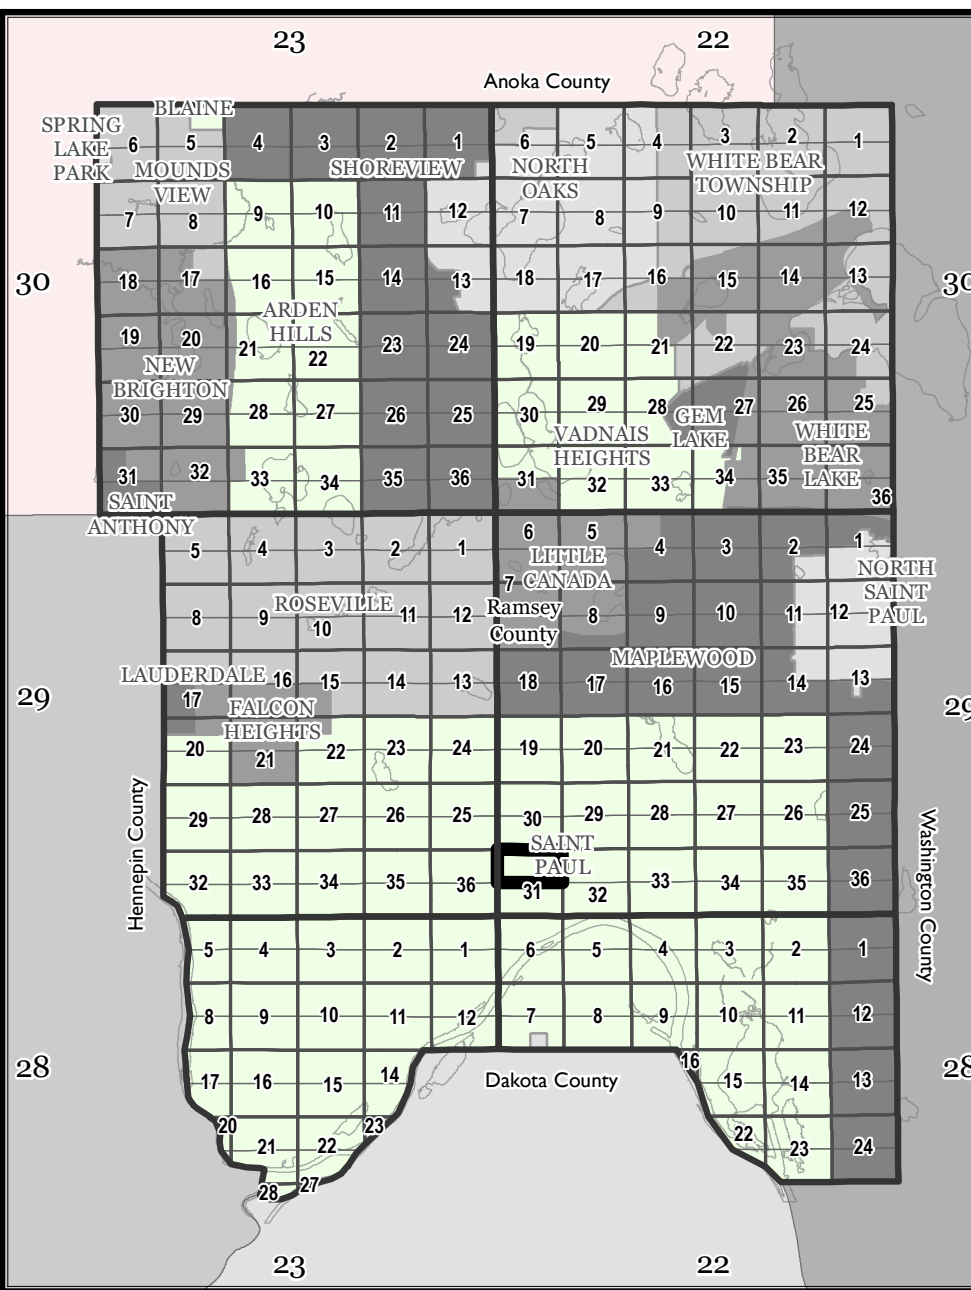 23 22
Anoka County
BLAINE
SPRING
LAKE
PARK
6 5 4 3 2 1 6 5 4 3 2 1
MOUNDS
VIEW
SHOREVIEW
NORTH
OAKS
WHITE BEAR
TOWNSHIP
7 8 9 10 11 12 7 8 9 10 11 12
30 18 17 16 15 14 13 18 17 16 15 14 13 30
ARDEN
HILLS
19 20 21 22 23 24 19 20 21 22 23 24
NEW
BRIGHTON
30 29 28 27 26 25 30 29 28 27 26 25
GEM
LAKE
VADNAIS
HEIGHTS
WHITE
BEAR
LAKE
31 32 33 34 35 36 31 32 33 34 35 36
SAINT
ANTHONY
5 4 3 2 1 6 5 4 3 2 1
LITTLE
CANADA
NORTH
SAINT
PAUL
ROSEVILLE
Ramsey
County
8 9 10 11 12 7 8 9 10 11 12
MAPLEWOOD
LAUDERDALE
29 17 16 15 14 13 18 17 16 15 14 13 29
FALCON
HEIGHTS
20 21 22 23 24 19 20 21 22 23 24
Hennepin County
29 28 27 26 25 30 29 28 27 26 25
Washington County
SAINT
PAUL
32 33 34 35 36 31 32 33 34 35 36
5 4 3 2 1 6 5 4 3 2 1
8 9 10 11 12 7 8 9 10 11 12
28 17 16 15 14 16 15 14 13 28
Dakota County
20 21 22 23 22 23 24
28 27
23 22